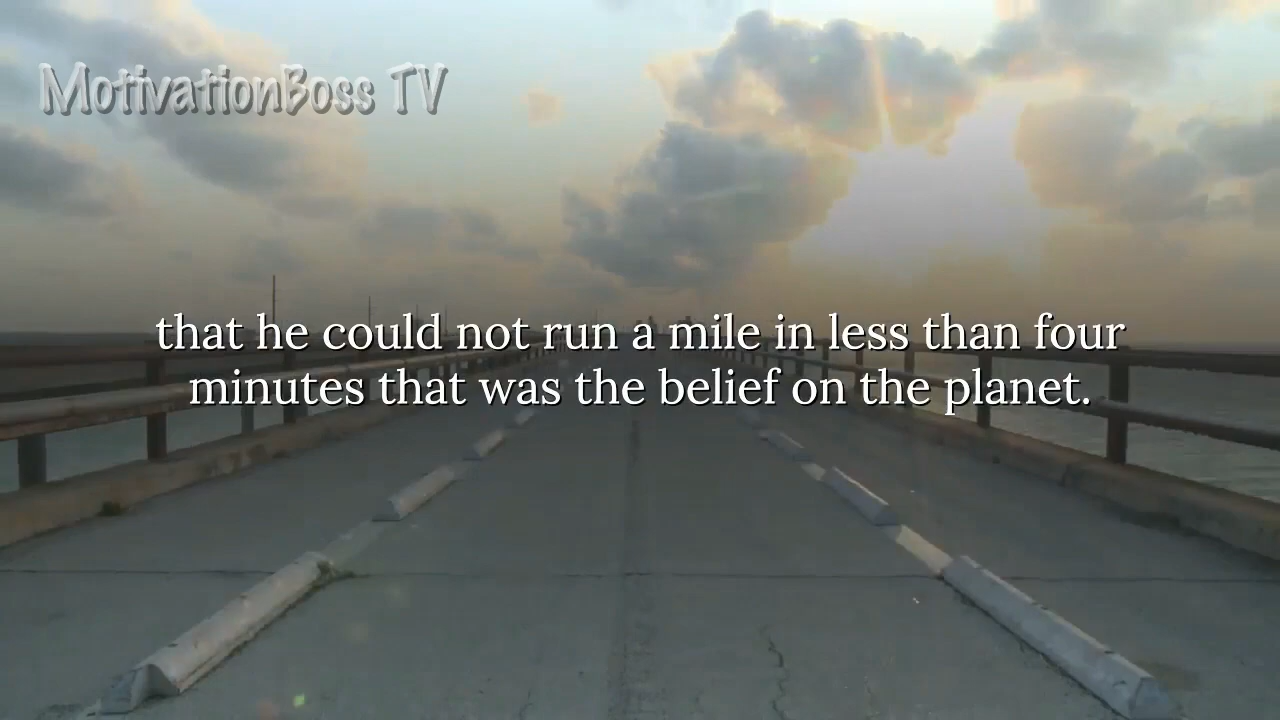 MotivationBoss TV
that he could not run a mile in less than four
minutes that was the belief on the planet.